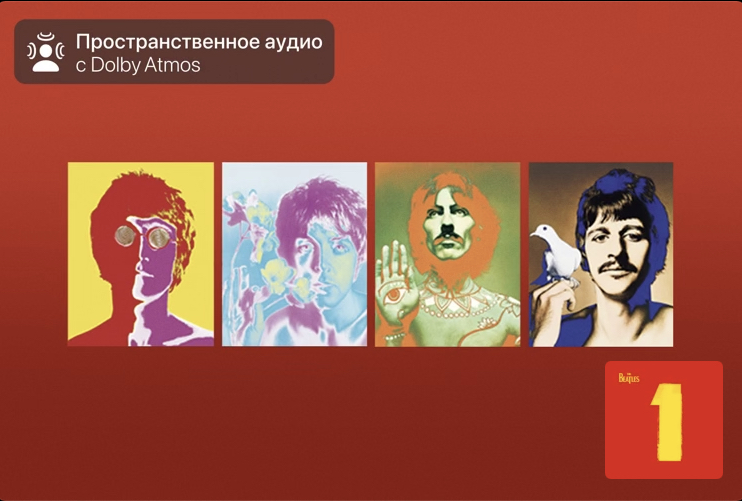 Пространственное аудио
с Dolby Atmos
THE
BEATLES
1